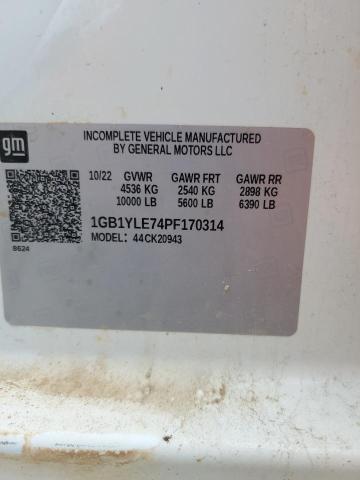 gm
INCOMPLETE VEHICLE MANUFACTURED
BY GENERAL MOTORS LLC
10/22 GVWR GAWR FRT GAWR RR
4536 KG 2540 KG 2898 KG
10000 LB 5600 LB 6390 LB
1GB1YLE74PF170314
MODEL: 44CK20943
8624